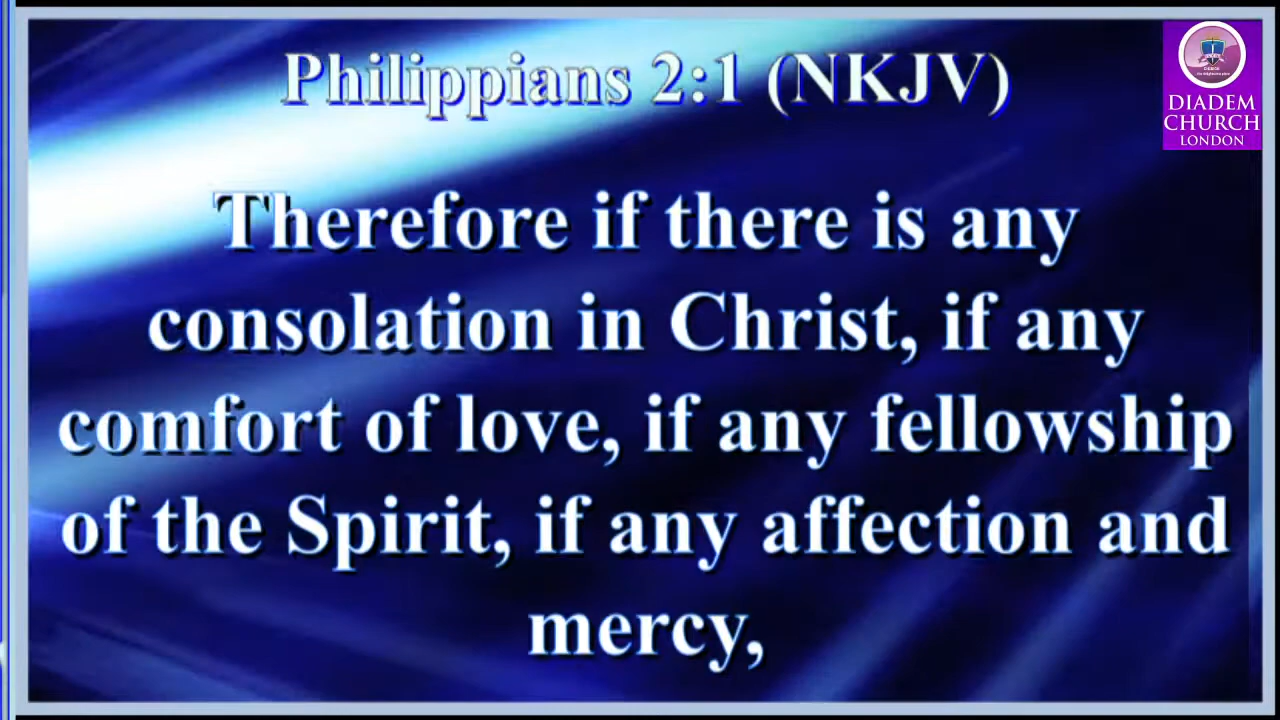 Philippians 2:1 (NKJV)
DIADEM
CHURCH
LONDON
Therefore if there is any
consolation in Christ, if any
comfort of love, if any fellowship
of the Spirit, if any affection and
mercy,